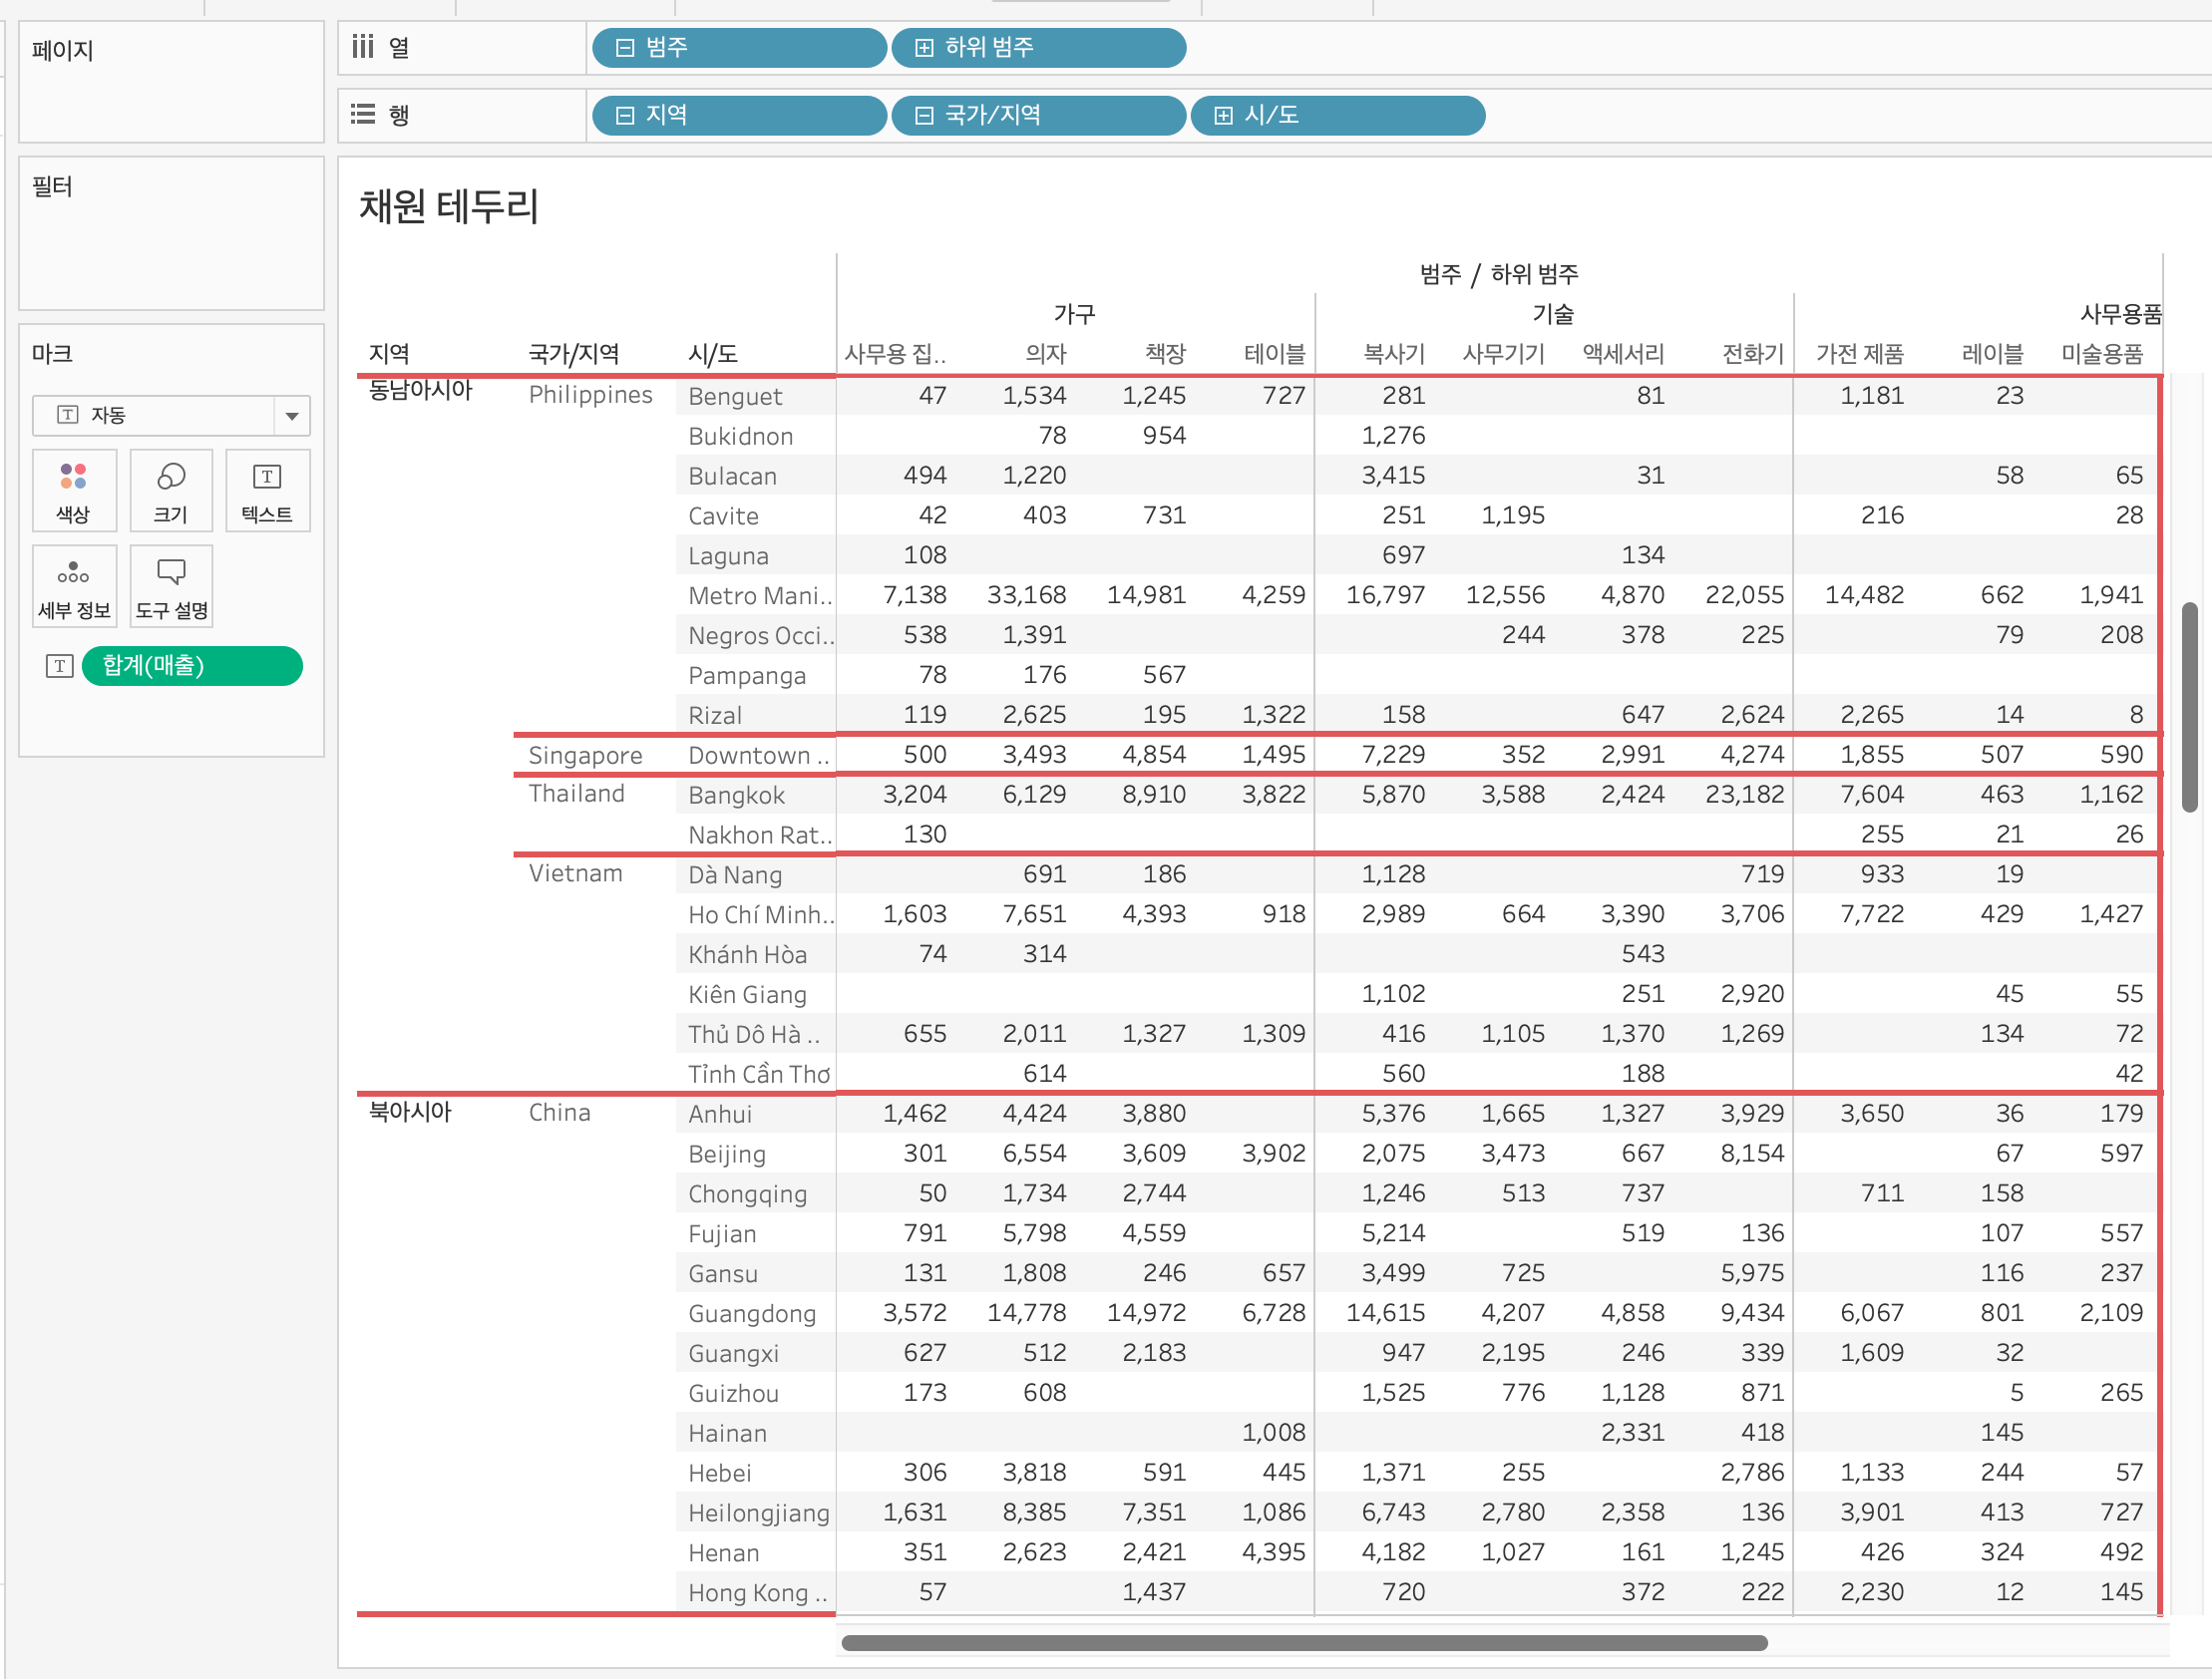 페이지
열 범주 하위 범주
행 지역 국가/지역 시/도
필터
마크
자동
색상 크기 텍스트
세부 정보 도구 설명
합계(매출)
채원 테두리
범주 / 하위 범주
가구 기술 사무용품
지역 국가/지역 시/도 사무용 집.. 의자 책장 테이블 복사기 사무기기 액세서리 전화기 가전 제품 레이블 미술용품
동남아시아 Philippines Benguet 47 1,534 1,245 727 281 81 1,181 23
Bukidnon 78 954 1,276
Bulacan 494 1,220 3,415 31 58 65
Cavite 42 403 731 251 1,195 216 28
Laguna 108 697 134
Metro Mani.. 7,138 33,168 14,981 4,259 16,797 12,556 4,870 22,055 14,482 662 1,941
Negros Occi.. 538 1,391 244 378 225 79 208
Pampanga 78 176 567
Rizal 119 2,625 195 1,322 158 647 2,624 2,265 14 8
Singapore Downtown .. 500 3,493 4,854 1,495 7,229 352 2,991 4,274 1,855 507 590
Thailand Bangkok 3,204 6,129 8,910 3,822 5,870 3,588 2,424 23,182 7,604 463 1,162
Nakhon Rat.. 130 255 21 26
Vietnam Dà Nang 691 186 1,128 719 933 19
Ho Chí Minh.. 1,603 7,651 4,393 918 2,989 664 3,390 3,706 7,722 429 1,427
Khánh Hòa 74 314 543
Kiên Giang 1,102 251 2,920 45 55
Thủ Dô Hà .. 655 2,011 1,327 1,309 416 1,105 1,370 1,269 134 72
Tỉnh Cần Thơ 614 560 188 42
북아시아 China Anhui 1,462 4,424 3,880 5,376 1,665 1,327 3,929 3,650 36 179
Beijing 301 6,554 3,609 3,902 2,075 3,473 667 8,154 67 597
Chongqing 50 1,734 2,744 1,246 513 737 711 158
Fujian 791 5,798 4,559 5,214 519 136 107 557
Gansu 131 1,808 246 657 3,499 725 5,975 116 237
Guangdong 3,572 14,778 14,972 6,728 14,615 4,207 4,858 9,434 6,067 801 2,109
Guangxi 627 512 2,183 947 2,195 246 339 1,609 32
Guizhou 173 608 1,525 776 1,128 871 5 265
Hainan 1,008 2,331 418 145
Hebei 306 3,818 591 445 1,371 255 2,786 1,133 244 57
Heilongjiang 1,631 8,385 7,351 1,086 6,743 2,780 2,358 136 3,901 413 727
Henan 351 2,623 2,421 4,395 4,182 1,027 161 1,245 426 324 492
Hong Kong .. 57 1,437 720 372 222 2,230 12 145